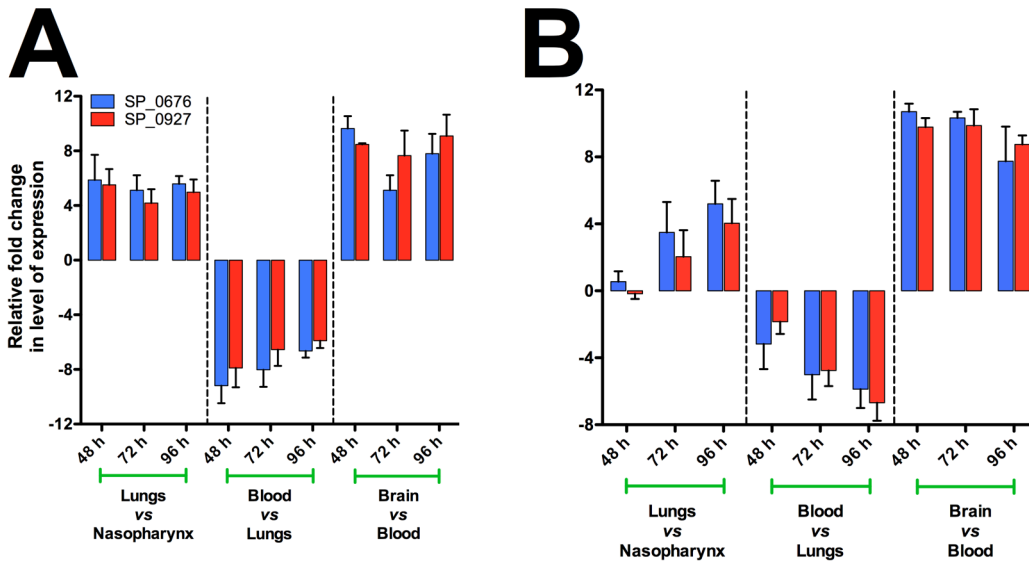 A
Relative fold change
in level of expression
12
8
4
0
-4
-8
-12
SP_0676
SP_0927
48 h
72 h
96 h
48 h
72 h
96 h
48 h
72 h
96 h
Lungs
vs
Nasopharynx
Blood
vs
Lungs
Brain
vs
Blood
B
12
8
4
0
-4
-8
48 h
72 h
96 h
48 h
72 h
96 h
48 h
72 h
96 h
Lungs
vs
Nasopharynx
Blood
vs
Lungs
Brain
vs
Blood